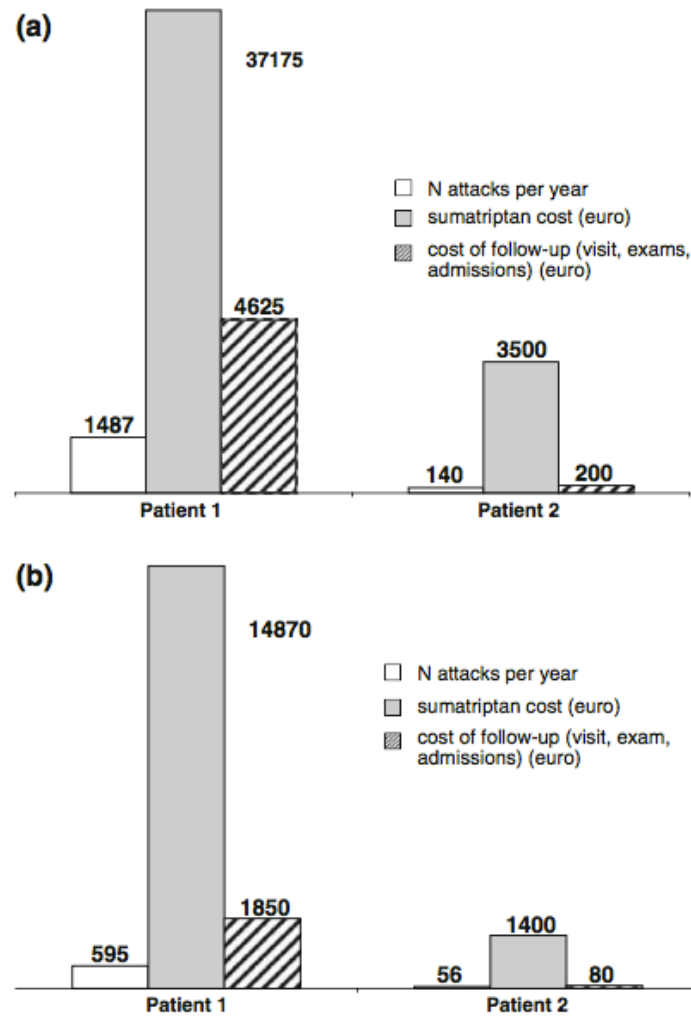 (a)
37175
N attacks per year
sumatriptan cost (euro)
cost of follow-up (visit, exams,
admissions) (euro)
4625
3500
1487
140
200
Patient 1
Patient 2
(b)
14870
N attacks per year
sumatriptan cost (euro)
cost of follow-up (visit, exam,
admissions) (euro)
1850
1400
595
56
80
Patient 1
Patient 2